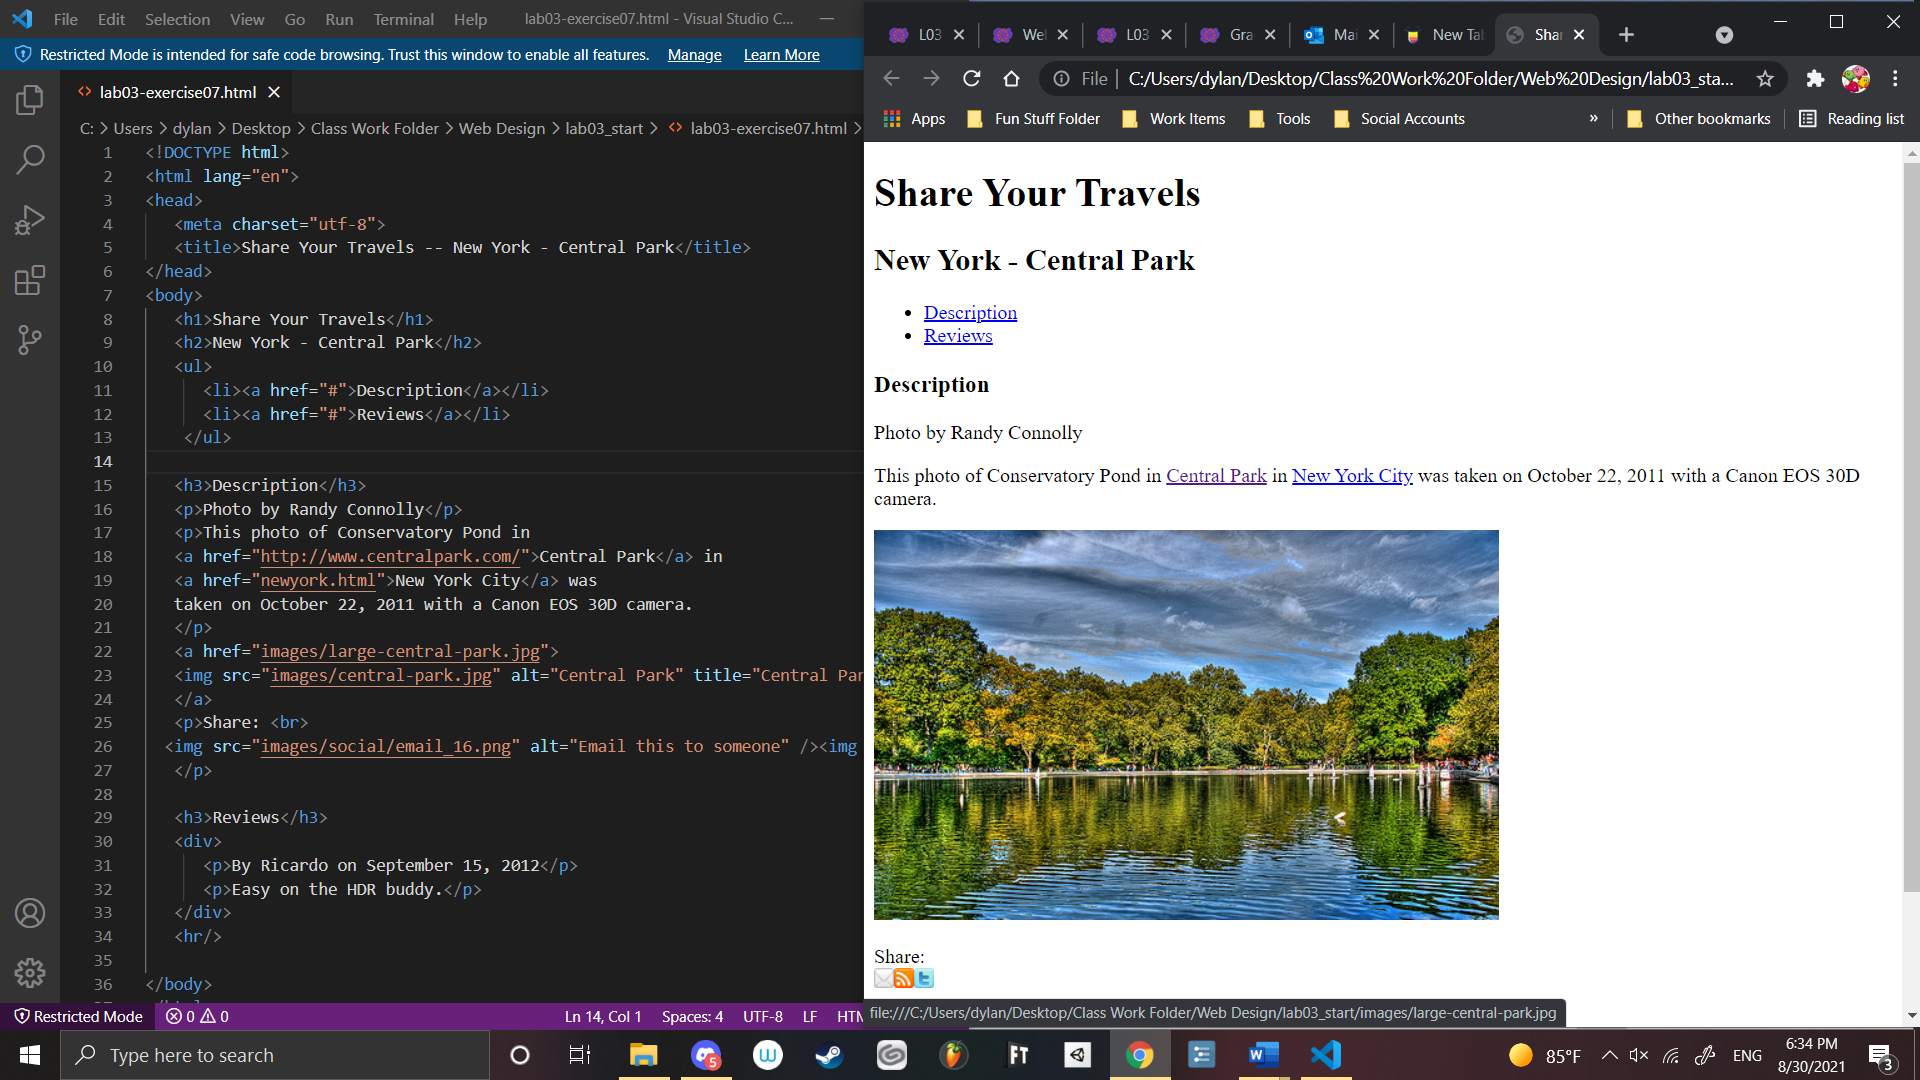 File Edit Selection View Go Run Terminal Help lab03-exercise07.html - Visual Studio C...
Restricted Mode is intended for safe code browsing. Trust this window to enable all features. Manage Learn More
lab03-exercise07.html
C: > Users > dylan > Desktop > Class Work Folder > Web Design > lab03_start > lab03-exercise07.html >
1 <!DOCTYPE html>
2 <html lang="en">
3 <head>
4 <meta charset="utf-8">
5 <title>Share Your Travels -- New York - Central Park</title>
6 </head>
7 <body>
8 <h1>Share Your Travels</h1>
9 <h2>New York - Central Park</h2>
10 <ul>
11 <li><a href="#">Description</a></li>
12 <li><a href="#">Reviews</a></li>
13 </ul>
14
15 <h3>Description</h3>
16 <p>Photo by Randy Connolly</p>
17 <p>This photo of Conservatory Pond in
18 <a href="http://www.centralpark.com/">Central Park</a> in
19 <a href="newyork.html">New York City</a> was
20 taken on October 22, 2011 with a Canon EOS 30D camera.
21 </p>
22 <a href="images/large-central-park.jpg">
23 <img src="images/central-park.jpg" alt="Central Park" title="Central Par
24 </a>
25 <p>Share: <br>
26 <img src="images/social/email_16.png" alt="Email this to someone" /><img
27 </p>
28
29 <h3>Reviews</h3>
30 <div>
31 <p>By Ricardo on September 15, 2012</p>
32 <p>Easy on the HDR buddy.</p>
33 </div>
34 <hr/>
35
36 </body>
Restricted Mode 0 0 Ln 14, Col 1 Spaces: 4 UTF-8 LF HTM
L03 Wel L03 Gra Mai New Tab Shar
File | C:/Users/dylan/Desktop/Class%20Work%20Folder/Web%20Design/lab03_sta...
Apps Fun Stuff Folder Work Items Tools Social Accounts » Other bookmarks Reading list
Share Your Travels
New York - Central Park
• Description
• Reviews
Description
Photo by Randy Connolly
This photo of Conservatory Pond in Central Park in New York City was taken on October 22, 2011 with a Canon EOS 30D
camera.
Share:
file:///C:/Users/dylan/Desktop/Class Work Folder/Web Design/lab03_start/images/large-central-park.jpg
Type here to search
5
FT
85°F ENG 6:34 PM
8/30/2021
3